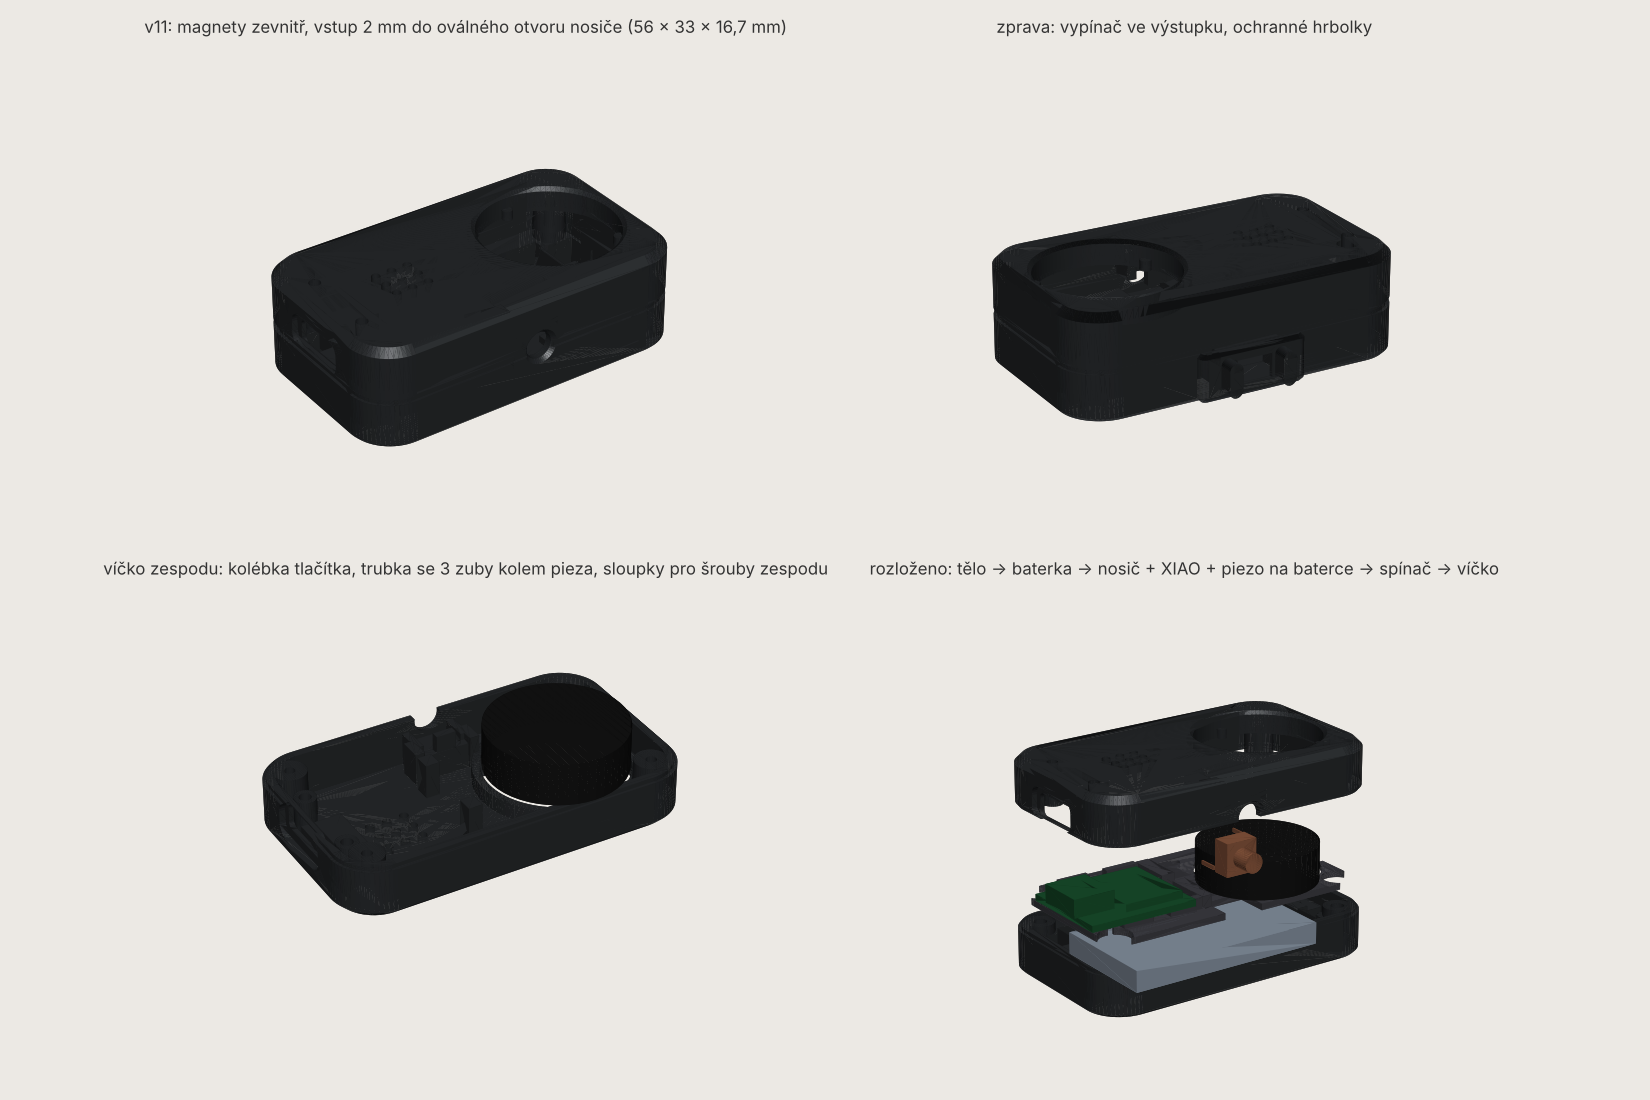 v11: magnety zevnitř, vstup 2 mm do oválného otvoru nosiče (56 × 33 × 16,7 mm)
zprava: vypínač ve výstupku, ochranné hrbolky
víčko zespodu: kolébka tlačítka, trubka se 3 zuby kolem pieza, sloupky pro šrouby zespodu
rozloženo: tělo → baterka → nosič + XIAO + piezo na baterce → spínač → víčko